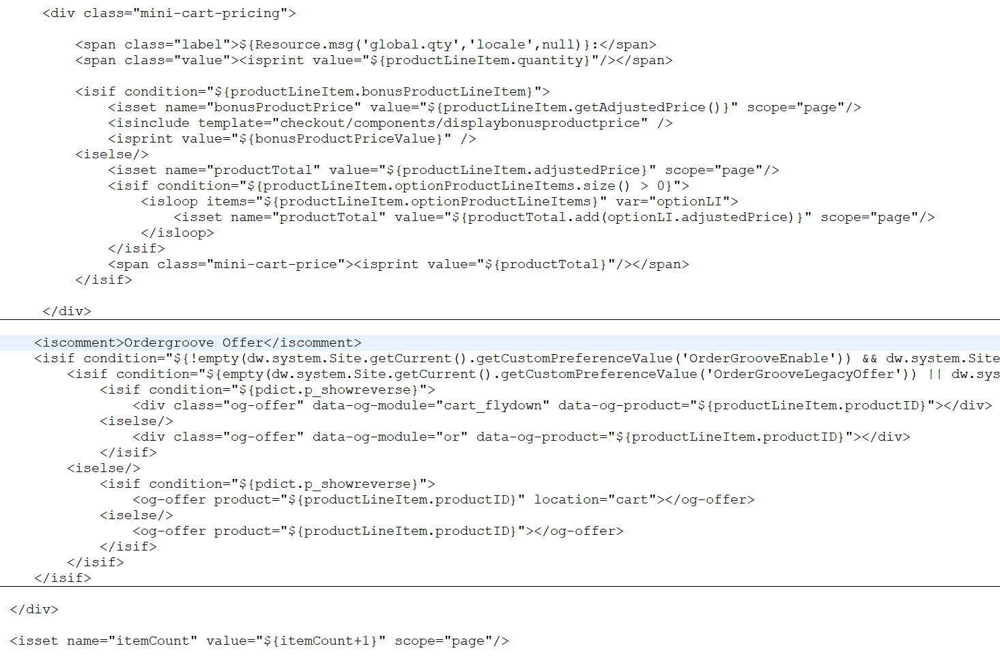 <div class="mini-cart-pricing">
<span class="label">${Resource.msg('global.qty','locale',null)}:</span>
<span class="value"><isprint value="${productLineItem.quantity}"/></span>
<isif condition="${productLineItem.bonusProductLineItem}">
<isset name="bonusProductPrice" value="${productLineItem.getAdjustedPrice()}" scope="page"/>
<isinclude template="checkout/components/displaybonusproductprice" />
<isprint value="${bonusProductPriceValue}" />
<iselse/>
<isset name="productTotal" value="${productLineItem.adjustedPrice}" scope="page"/>
<isif condition="${productLineItem.optionProductLineItems.size() > 0}">
<isloop items="${productLineItem.optionProductLineItems}" var="optionLI">
<isset name="productTotal" value="${productTotal.add(optionLI.adjustedPrice)}" scope="page"/>
</isloop>
</isif>
<span class="mini-cart-price"><isprint value="${productTotal}"/></span>
</isif>
</div>
<iscomment>Ordergroove Offer</iscomment>
<isif condition="${!empty(dw.system.Site.getCurrent().getCustomPreferenceValue('OrderGrooveEnable')) && dw.system.Site
<isif condition="${empty(dw.system.Site.getCurrent().getCustomPreferenceValue('OrderGrooveLegacyOffer')) || dw.sys
<isif condition="${pdict.p_showreverse}">
<div class="og-offer" data-og-module="cart_flydown" data-og-product="${productLineItem.productID}"></div>
<iselse/>
<div class="og-offer" data-og-module="or" data-og-product="${productLineItem.productID}"></div>
</isif>
<iselse/>
<isif condition="${pdict.p_showreverse}">
<og-offer product="${productLineItem.productID}" location="cart"></og-offer>
<iselse/>
<og-offer product="${productLineItem.productID}"></og-offer>
</isif>
</isif>
</isif>
</div>
<isset name="itemCount" value="${itemCount+1}" scope="page"/>